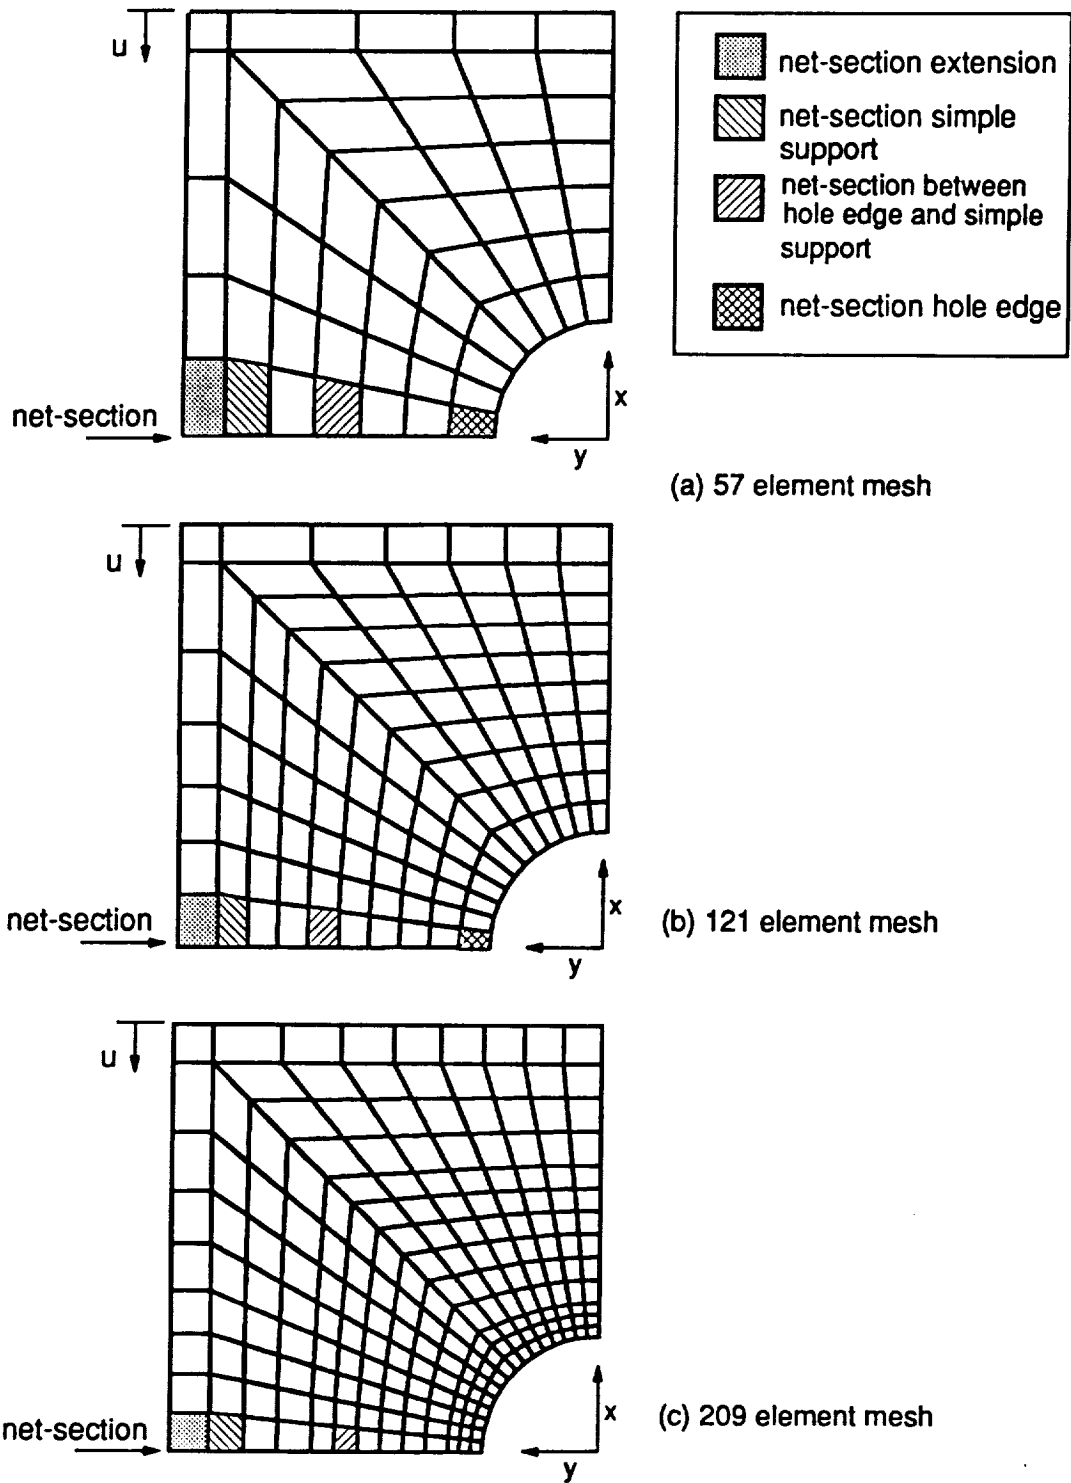 u
net-section extension
net-section simple
support
net-section between
hole edge and simple
support
net-section hole edge
net-section
x
y
(a) 57 element mesh
u
net-section
x
y
(b) 121 element mesh
u
net-section
x
y
(c) 209 element mesh